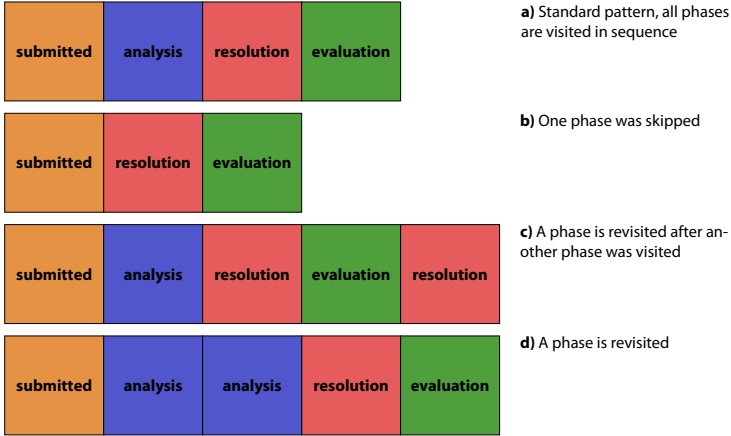 submitted analysis resolution evaluation
a) Standard pattern, all phases
are visited in sequence
submitted resolution evaluation
b) One phase was skipped
submitted analysis resolution evaluation resolution
c) A phase is revisited after an-
other phase was visited
submitted analysis analysis resolution evaluation
d) A phase is revisited